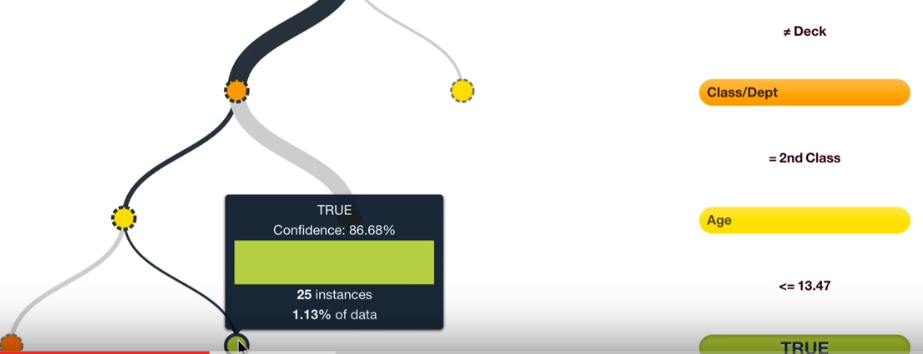 ≠ Deck
Class/Dept
= 2nd Class
TRUE
Confidence: 86.68%
25 instances
1.13% of data
Age
<= 13.47
TRUE